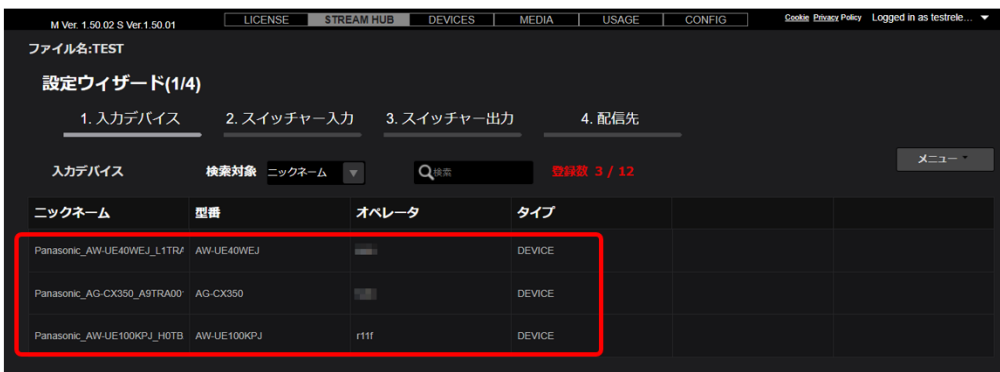 M Ver. 1.50.02 S Ver.1.50.01 LICENSE STREAM HUB DEVICES MEDIA USAGE CONFIG Cookie Privacy Policy Logged in as testrele... ▼
ファイル名:TEST
設定ウィザード(1/4)
1. 入力デバイス 2. スイッチャー入力 3. スイッチャー出力 4. 配信先
入力デバイス 検索対象 ニックネーム ▼ 検索 登録数 3 / 12 メニュー
ニックネーム 型番 オペレータ タイプ
Panasonic_AW-UE40WEJ_L1TRA AW-UE40WEJ DEVICE
Panasonic_AG-CX350_A9TRA00 AG-CX350 DEVICE
Panasonic_AW-UE100KPJ_H0TB AW-UE100KPJ r11f DEVICE